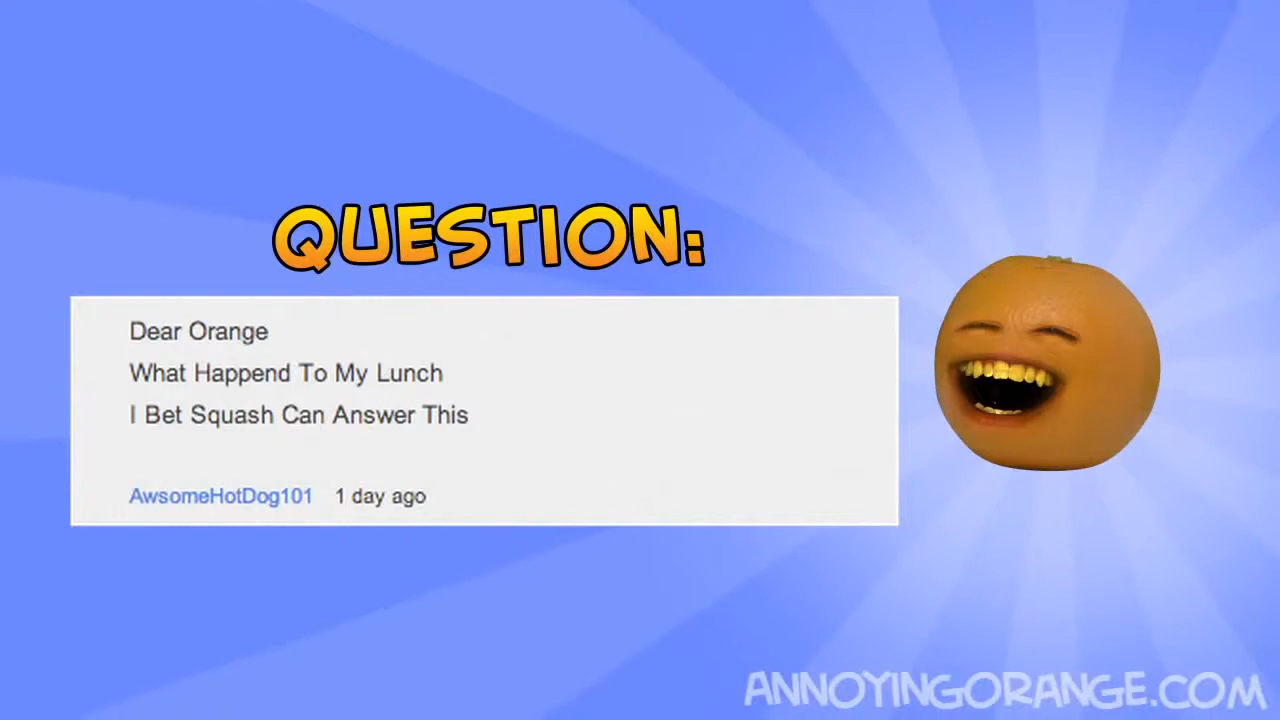 QUESTION:
Dear Orange
What Happend To My Lunch
I Bet Squash Can Answer This
AwsomeHotDog101 1 day ago
ANNOYINGORANGE.COM